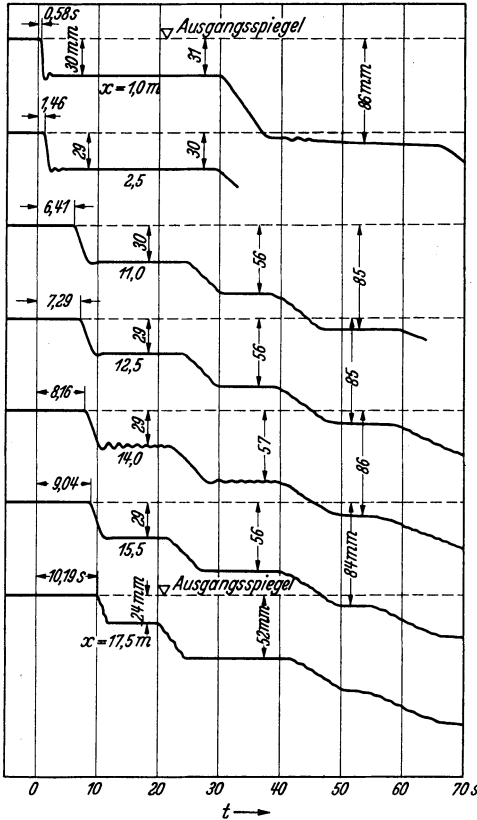 0,58 s
Ausgangsspiegel
30 mm
31
86 mm
x = 1,0 m
1,46
29
30
2,5
6,41
30
56
85
11,0
7,29
29
56
85
12,5
8,16
29
57
86
14,0
9,04
29
56
84 mm
15,5
10,19 s
Ausgangsspiegel
24 mm
52 mm
x = 17,5 m
0 10 20 30 40 50 60 70 s
t